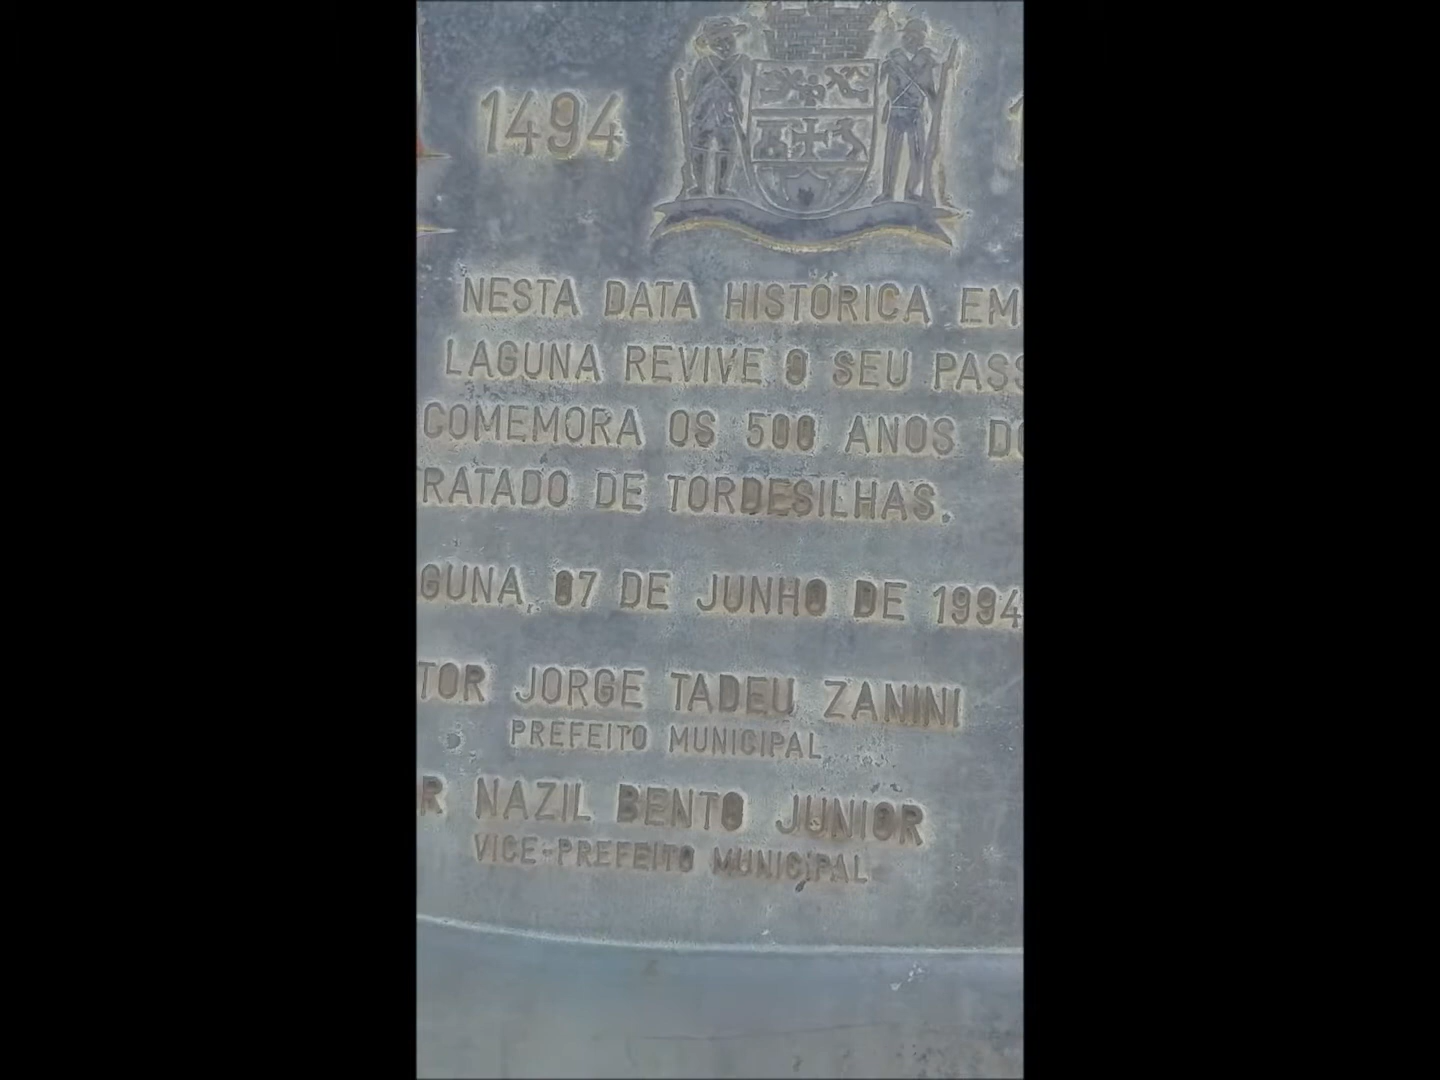 1494
NESTA DATA HISTÓRICA EM
LAGUNA REVIVE O SEU PASS
COMEMORA OS 500 ANOS DO
TRATADO DE TORDESILHAS.
GUNA, 07 DE JUNHO DE 1994
TOR JORGE TADEU ZANINI
PREFEITO MUNICIPAL
R NAZIL BENTO JUNIOR
VICE-PREFEITO MUNICIPAL